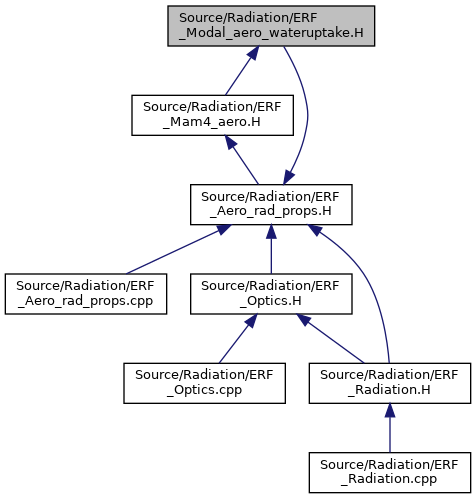 Source/Radiation/ERF
_Modal_aero_wateruptake.H
Source/Radiation/ERF
_Mam4_aero.H
Source/Radiation/ERF
_Aero_rad_props.H
Source/Radiation/ERF
_Aero_rad_props.cpp
Source/Radiation/ERF
_Optics.H
Source/Radiation/ERF
_Optics.cpp
Source/Radiation/ERF
_Radiation.H
Source/Radiation/ERF
_Radiation.cpp